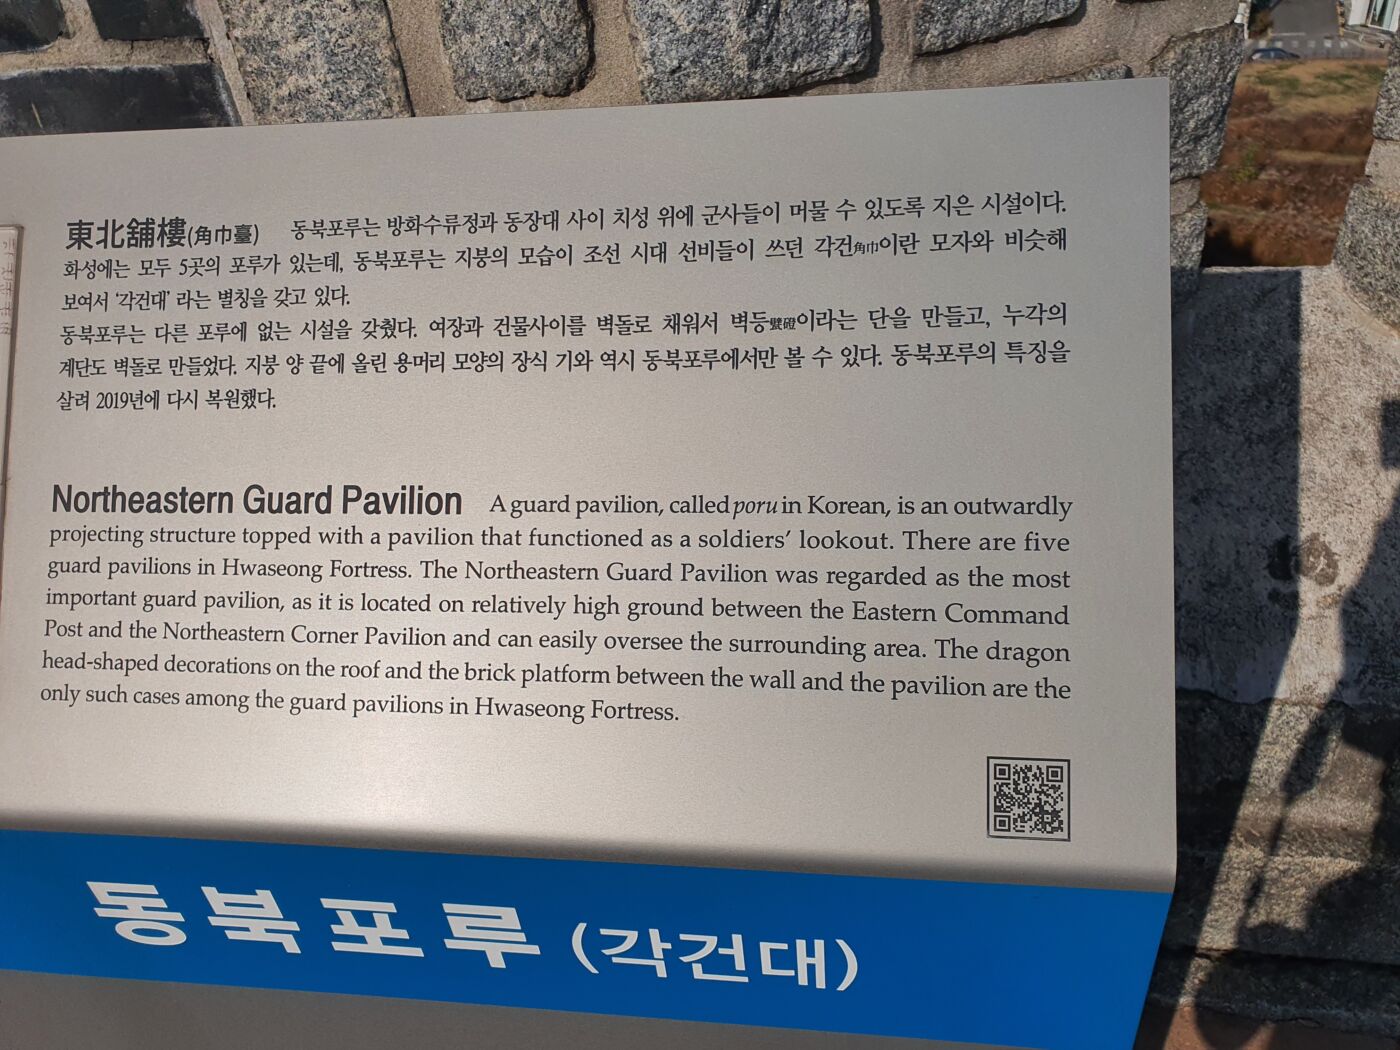 東北舖樓(角巾臺) 동북포루는 방화수류정과 동장대 사이 치성 위에 군사들이 머물 수 있도록 지은 시설이다.
화성에는 모두 5곳의 포루가 있는데, 동북포루는 지붕의 모습이 조선 시대 선비들이 쓰던 각건角巾이란 모자와 비슷해
보여서 ‘각건대’ 라는 별칭을 갖고 있다.
동북포루는 다른 포루에 없는 시설을 갖췄다. 여장과 건물사이를 벽돌로 채워서 벽등甓磴이라는 단을 만들고, 누각의
계단도 벽돌로 만들었다. 지붕 양 끝에 올린 용머리 모양의 장식 기와 역시 동북포루에서만 볼 수 있다. 동북포루의 특징을
살려 2019년에 다시 복원했다.
Northeastern Guard Pavilion A guard pavilion, called poru in Korean, is an outwardly
projecting structure topped with a pavilion that functioned as a soldiers’ lookout. There are five
guard pavilions in Hwaseong Fortress. The Northeastern Guard Pavilion was regarded as the most
important guard pavilion, as it is located on relatively high ground between the Eastern Command
Post and the Northeastern Corner Pavilion and can easily oversee the surrounding area. The dragon
head-shaped decorations on the roof and the brick platform between the wall and the pavilion are the
only such cases among the guard pavilions in Hwaseong Fortress.
동북포루 (각건대)